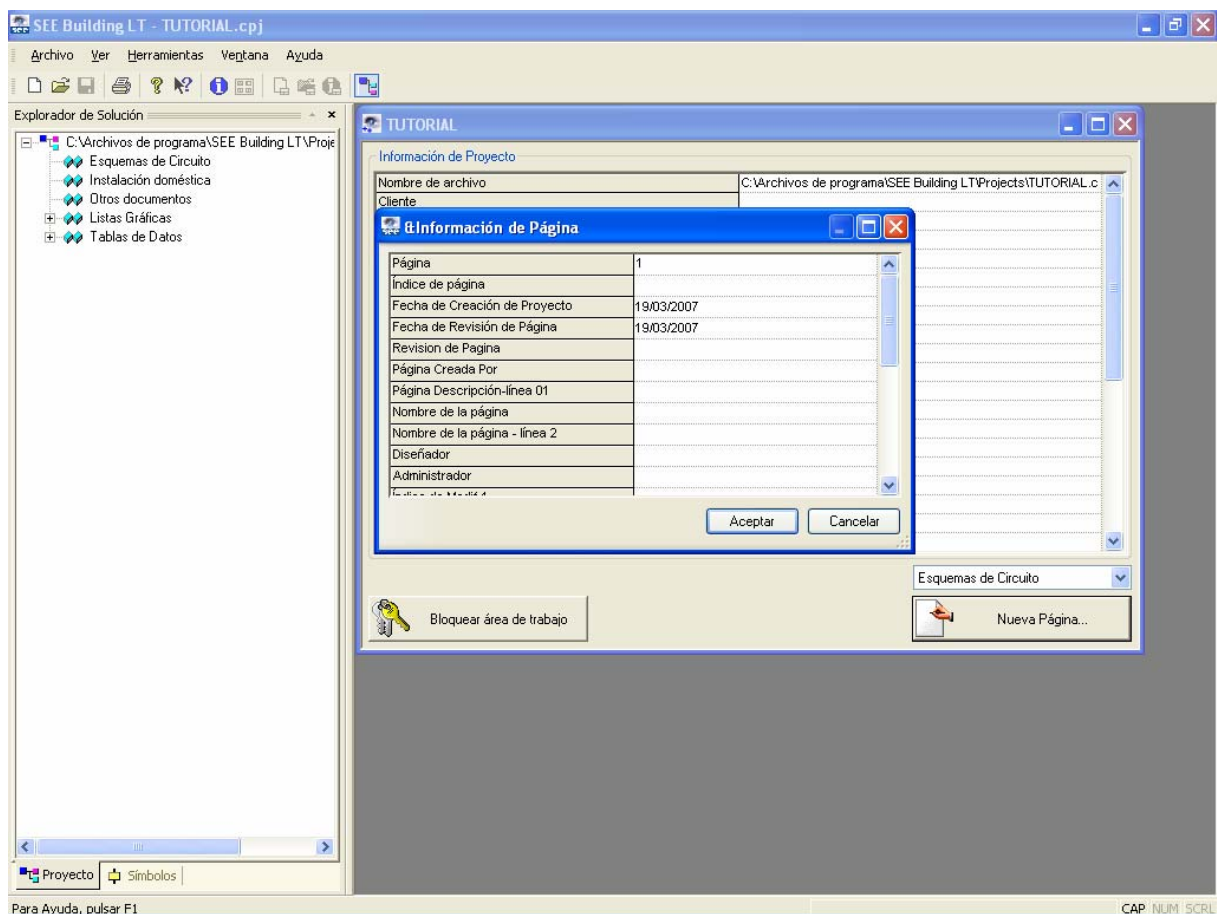 SEE Building LT - TUTORIAL.cpj
Archivo Ver Herramientas Ventana Ayuda
Explorador de Solución
C:\Archivos de programa\SEE Building LT\Proje
Esquemas de Circuito
Instalación doméstica
Otros documentos
Listas Gráficas
Tablas de Datos
Proyecto
Símbolos
TUTORIAL
Información de Proyecto
Nombre de archivo C:\Archivos de programa\SEE Building LT\Projects\TUTORIAL.c
Cliente
&Información de Página
Página 1
Índice de página
Fecha de Creación de Proyecto 19/03/2007
Fecha de Revisión de Página 19/03/2007
Revision de Pagina
Página Creada Por
Página Descripción-línea 01
Nombre de la página
Nombre de la página - línea 2
Diseñador
Administrador
Aceptar Cancelar
Esquemas de Circuito
Bloquear área de trabajo
Nueva Página...
Para Ayuda, pulsar F1
CAP NUM SCRL